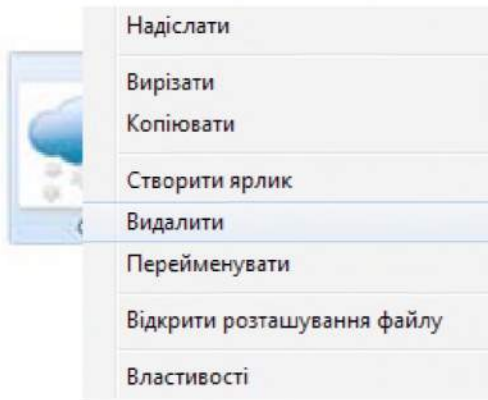 Надіслати
Вирізати
Копіювати
Створити ярлик
Видалити
Перейменувати
Відкрити розташування файлу
Властивості